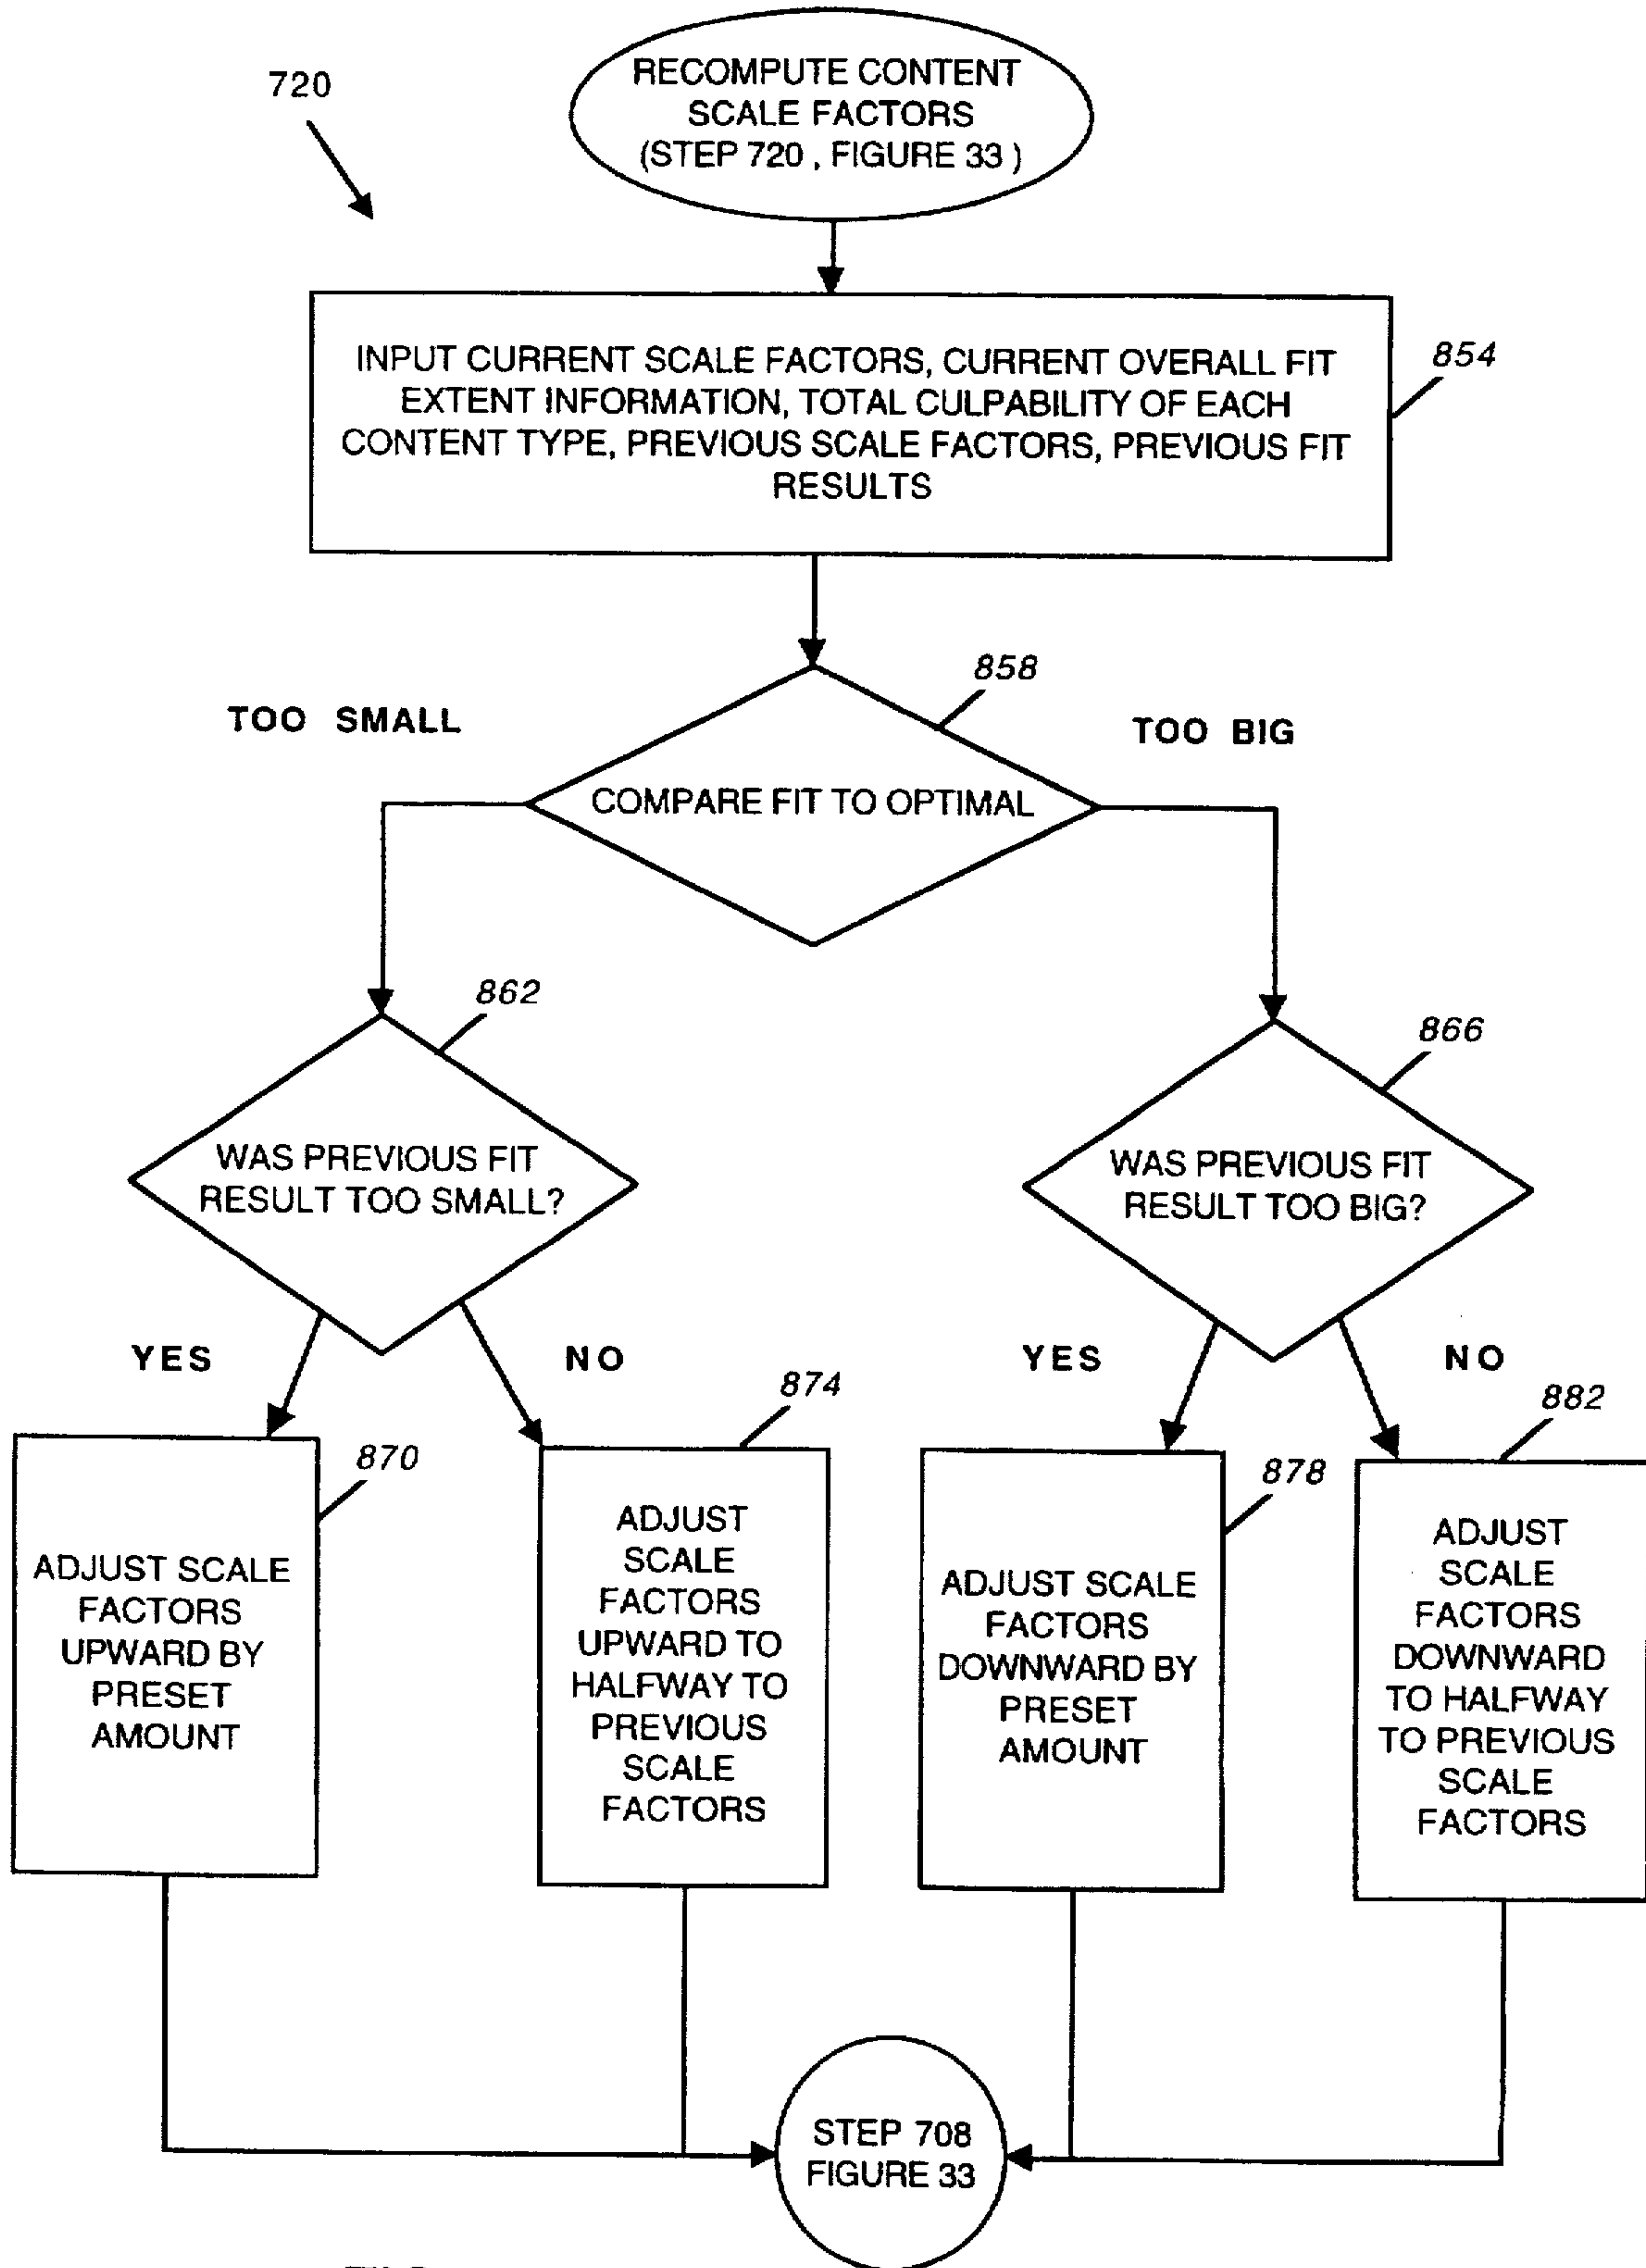 RECOMPUTE CONTENT
SCALE FACTORS
(STEP 720 , FIGURE 33 )
720
INPUT CURRENT SCALE FACTORS, CURRENT OVERALL FIT
EXTENT INFORMATION, TOTAL CULPABILITY OF EACH
CONTENT TYPE, PREVIOUS SCALE FACTORS, PREVIOUS FIT
RESULTS
854
858
TOO SMALL
TOO BIG
COMPARE FIT TO OPTIMAL
862
866
WAS PREVIOUS FIT
RESULT TOO SMALL?
WAS PREVIOUS FIT
RESULT TOO BIG?
YES
NO
YES
NO
870
874
878
882
ADJUST SCALE
FACTORS
UPWARD BY
PRESET
AMOUNT
ADJUST
SCALE
FACTORS
UPWARD TO
HALFWAY TO
PREVIOUS
SCALE
FACTORS
ADJUST SCALE
FACTORS
DOWNWARD BY
PRESET
AMOUNT
ADJUST
SCALE
FACTORS
DOWNWARD
TO HALFWAY
TO PREVIOUS
SCALE
FACTORS
STEP 708
FIGURE 33